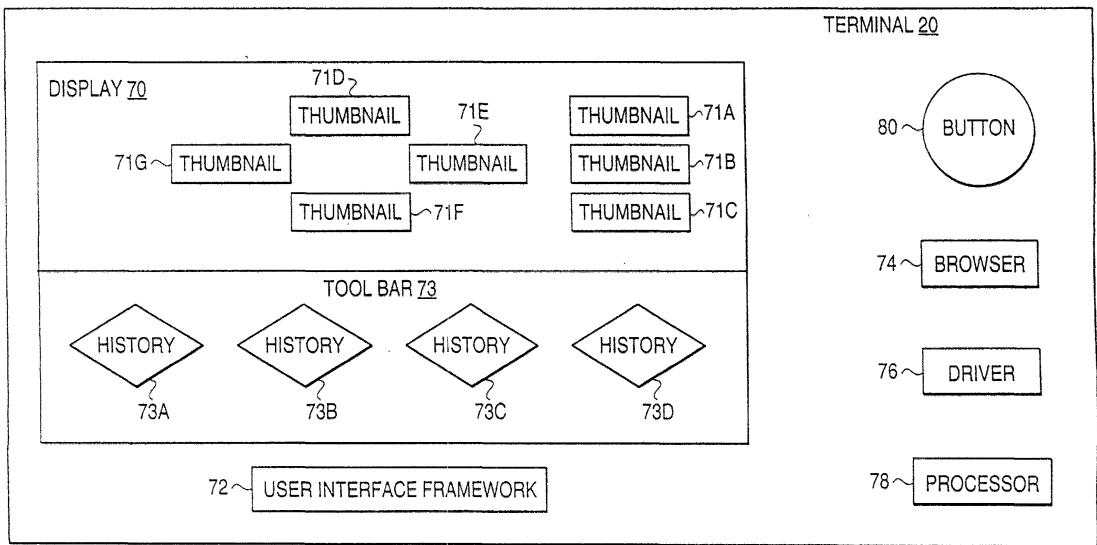 TERMINAL 20
DISPLAY 70
71D
THUMBNAIL
71E
THUMBNAIL
71G
THUMBNAIL
THUMBNAIL
71F
THUMBNAIL
71A
THUMBNAIL
71B
THUMBNAIL
71C
80
BUTTON
TOOL BAR 73
HISTORY
HISTORY
HISTORY
HISTORY
73A
73B
73C
73D
74
BROWSER
76
DRIVER
72
USER INTERFACE FRAMEWORK
78
PROCESSOR